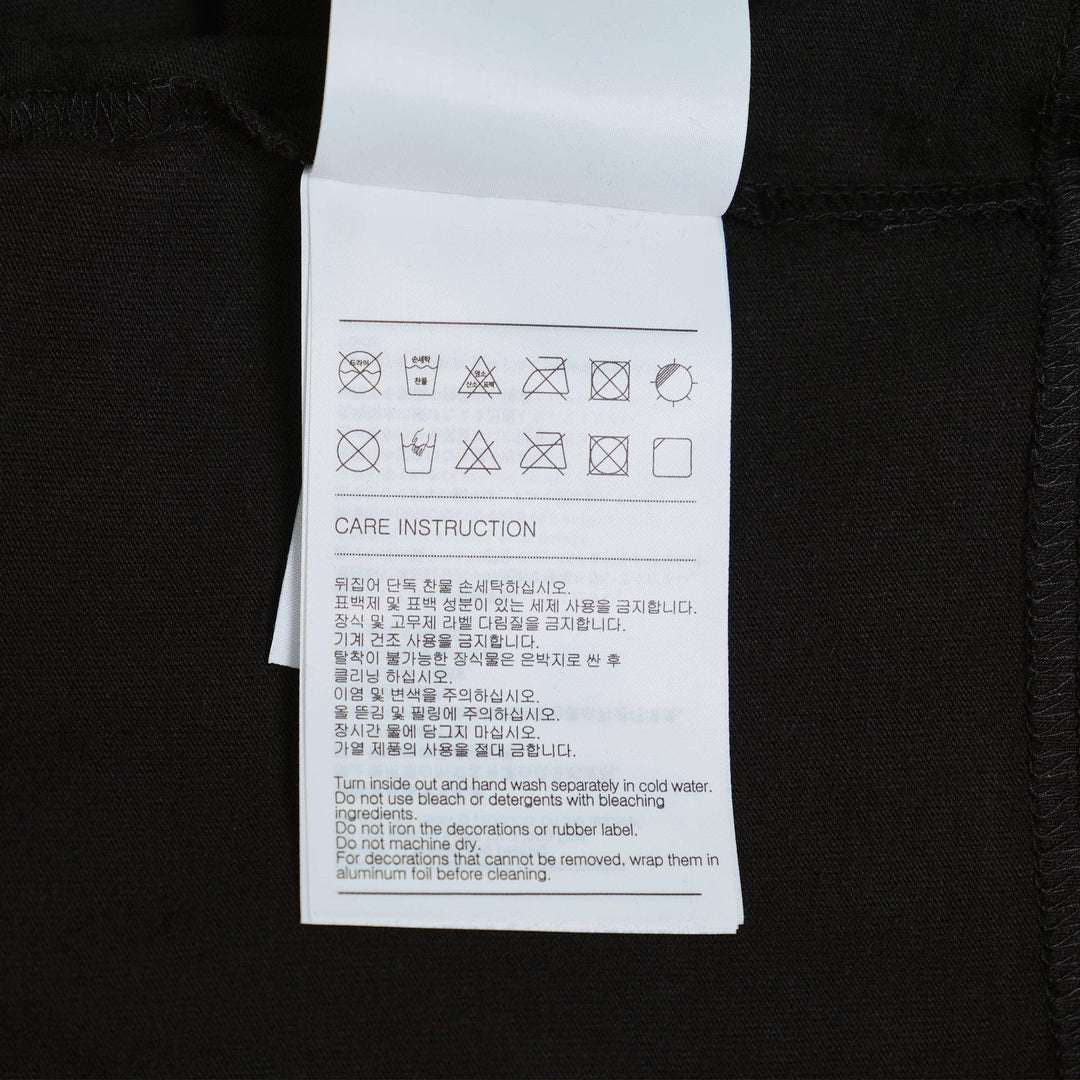 드라이
손세탁
찬물
염소
산소 표백
CARE INSTRUCTION
뒤집어 단독 찬물 손세탁하십시오.
표백제 및 표백 성분이 있는 세제 사용을 금지합니다.
장식 및 고무제 라벨 다림질을 금지합니다.
기계 건조 사용을 금지합니다.
탈착이 불가능한 장식물은 은박지로 싼 후
클리닝 하십시오.
이염 및 변색을 주의하십시오.
올 뜯김 및 필링에 주의하십시오.
장시간 물에 담그지 마십시오.
가열 제품의 사용을 절대 금합니다.
Turn inside out and hand wash separately in cold water.
Do not use bleach or detergents with bleaching
ingredients.
Do not iron the decorations or rubber label.
Do not machine dry.
For decorations that cannot be removed, wrap them in
aluminum foil before cleaning.